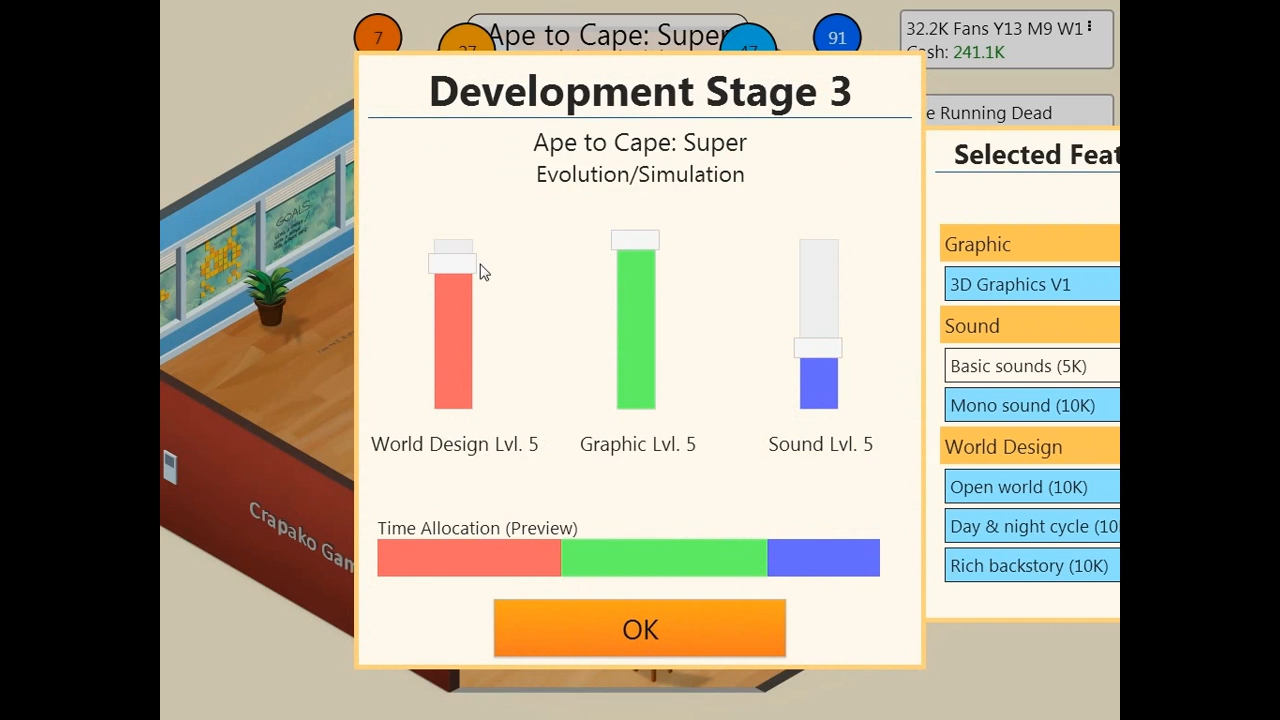 7
Ape to Cape: Super
91
32.2K Fans Y13 M9 W1
Cash: 241.1K
e Running Dead
Development Stage 3
Ape to Cape: Super
Evolution/Simulation
World Design Lvl. 5
Graphic Lvl. 5
Sound Lvl. 5
Time Allocation (Preview)
OK
Selected Feat
Graphic
3D Graphics V1
Sound
Basic sounds (5K)
Mono sound (10K)
World Design
Open world (10K)
Day & night cycle (10
Rich backstory (10K)
GOALS
Crapako Gam